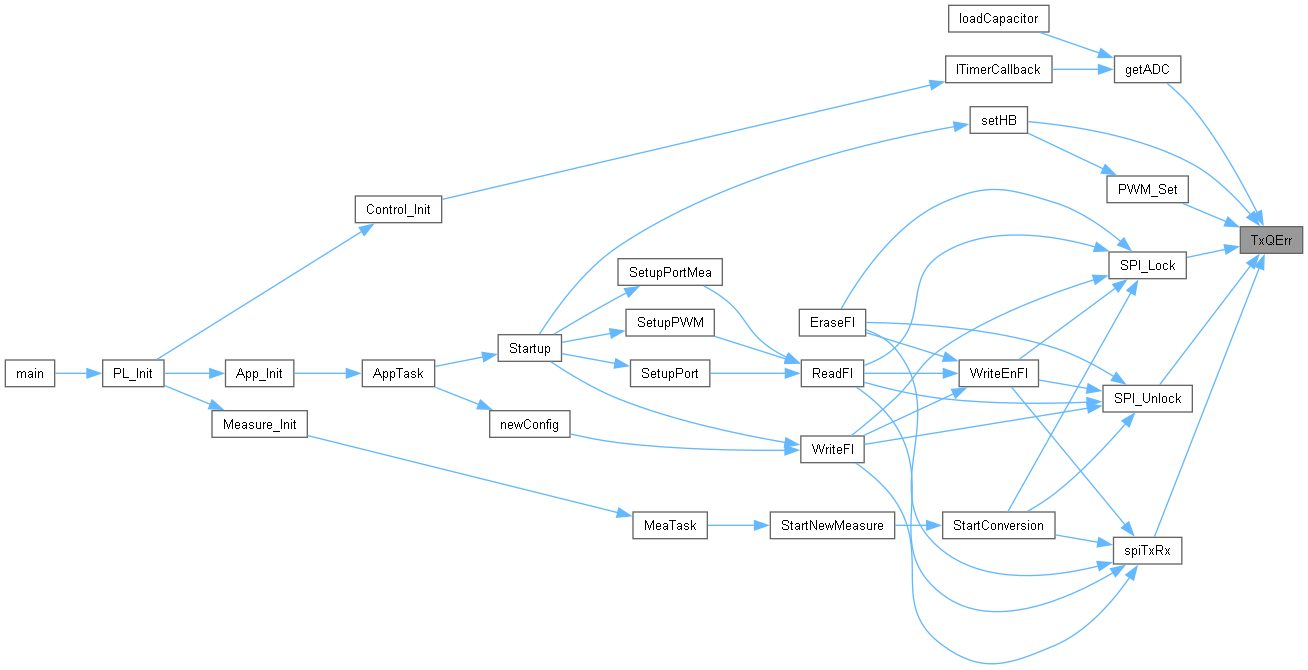 loadCapacitor
ITimerCallback
getADC
setHB
PWM_Set
Control_Init
TxQErr
SPI_Lock
SetupPortMea
EraseFl
SetupPWM
Startup
main
PL_Init
App_Init
AppTask
SetupPort
ReadFl
WriteEnFl
SPI_Unlock
Measure_Init
newConfig
WriteFl
MeaTask
StartNewMeasure
StartConversion
spiTxRx